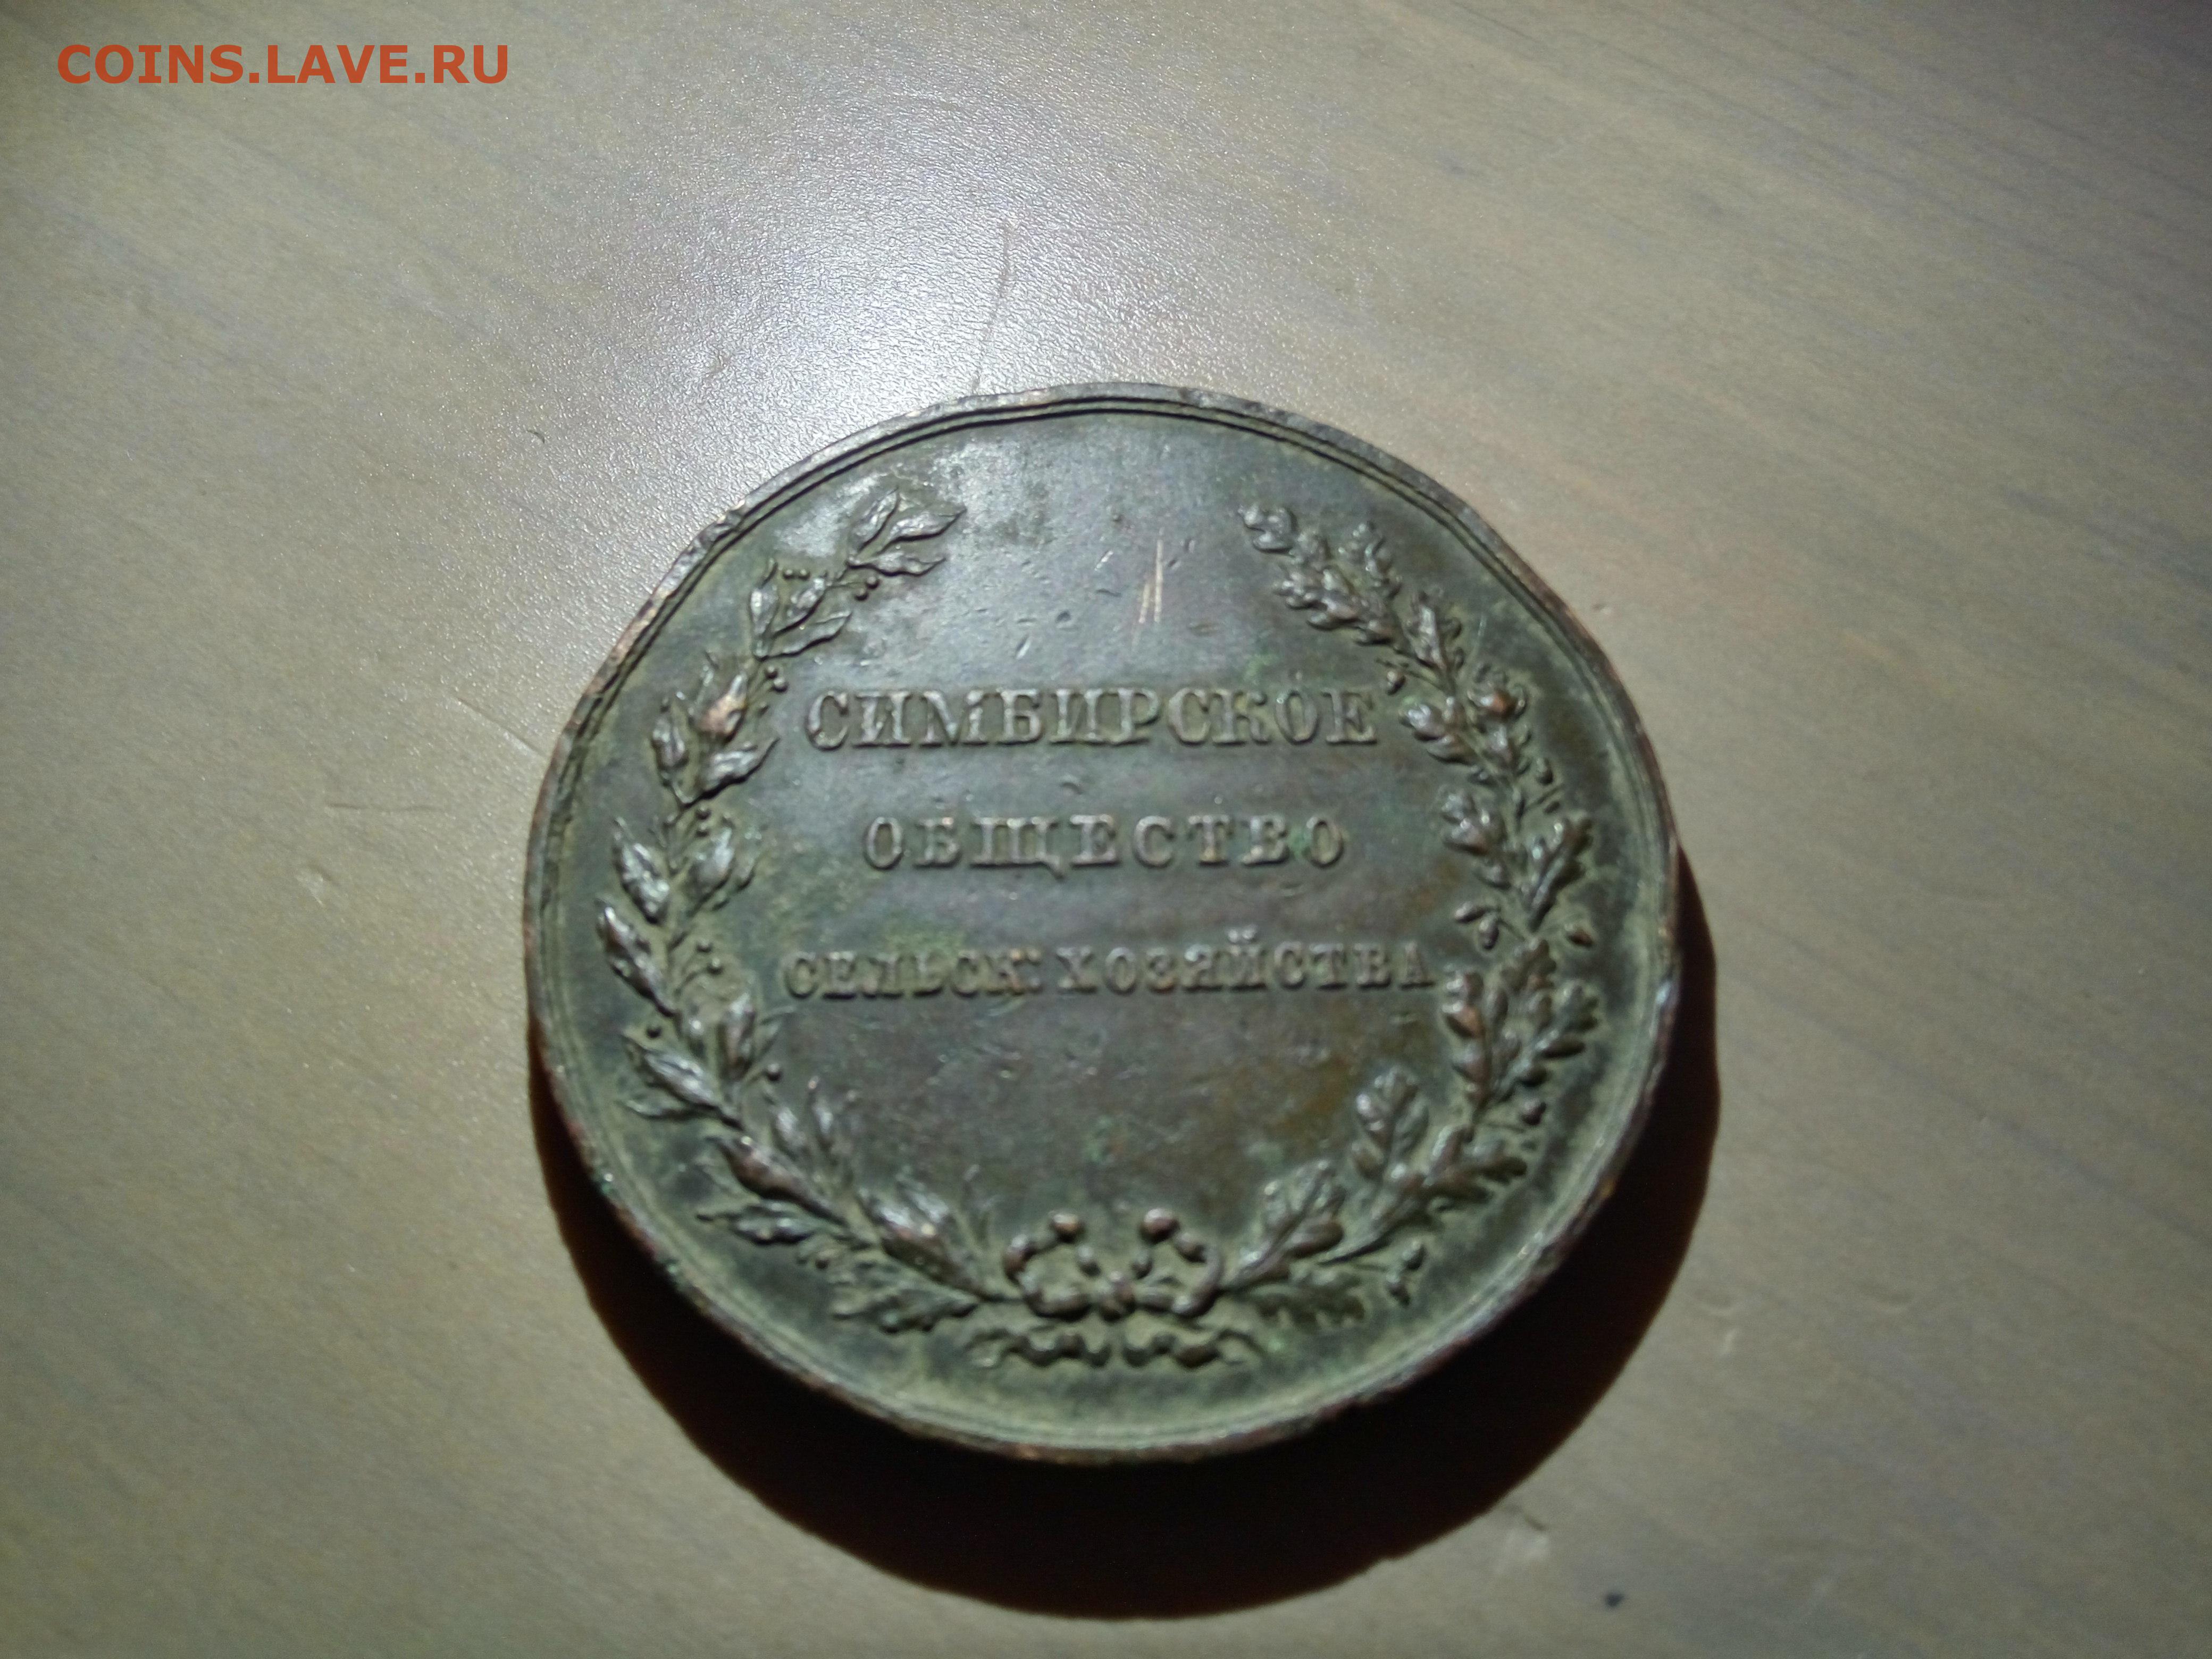 COINS.LAVE.RU
СИМБИРСКОЕ
ОБЩЕСТВО
СЕЛЬСК: ХОЗЯЙСТВА